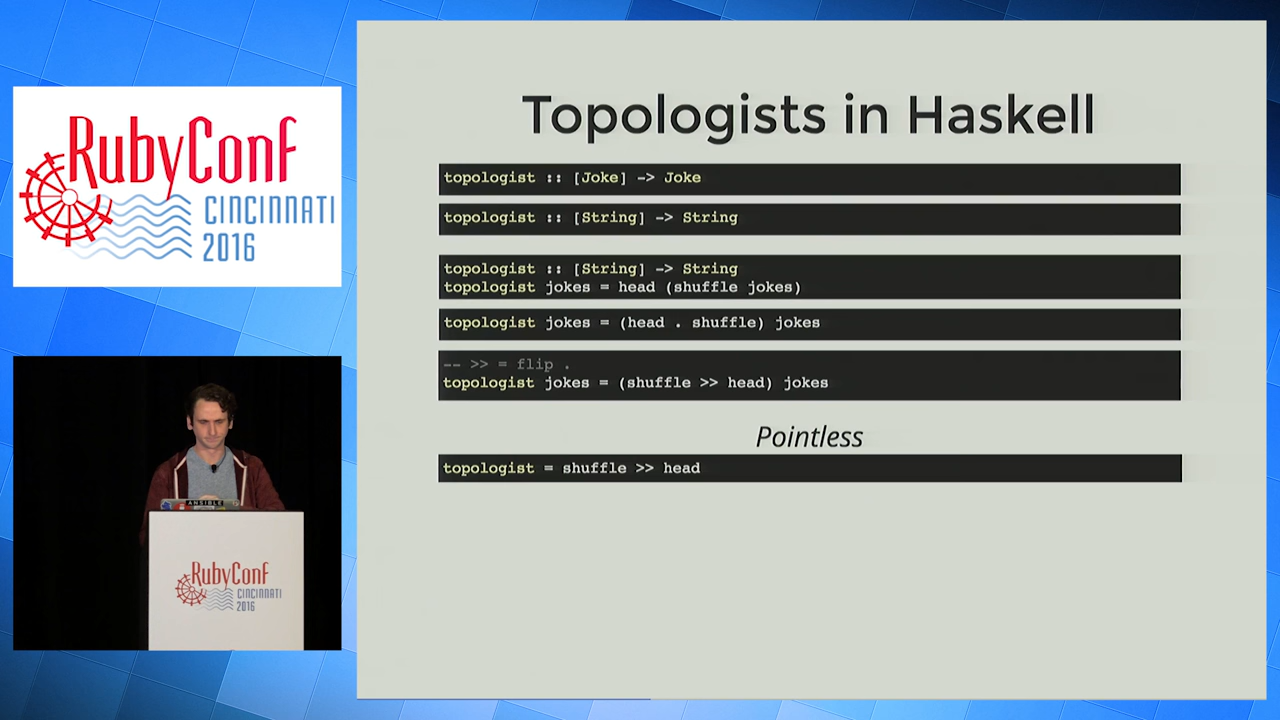 RubyConf
CINCINNATI
2016
Topologists in Haskell
topologist :: [Joke] -> Joke
topologist :: [String] -> String
topologist :: [String] -> String
topologist jokes = head (shuffle jokes)
topologist jokes = (head . shuffle) jokes
-- >> = flip .
topologist jokes = (shuffle >> head) jokes
Pointless
topologist = shuffle >> head
ANSIBLE
RubyConf
CINCINNATI
2016